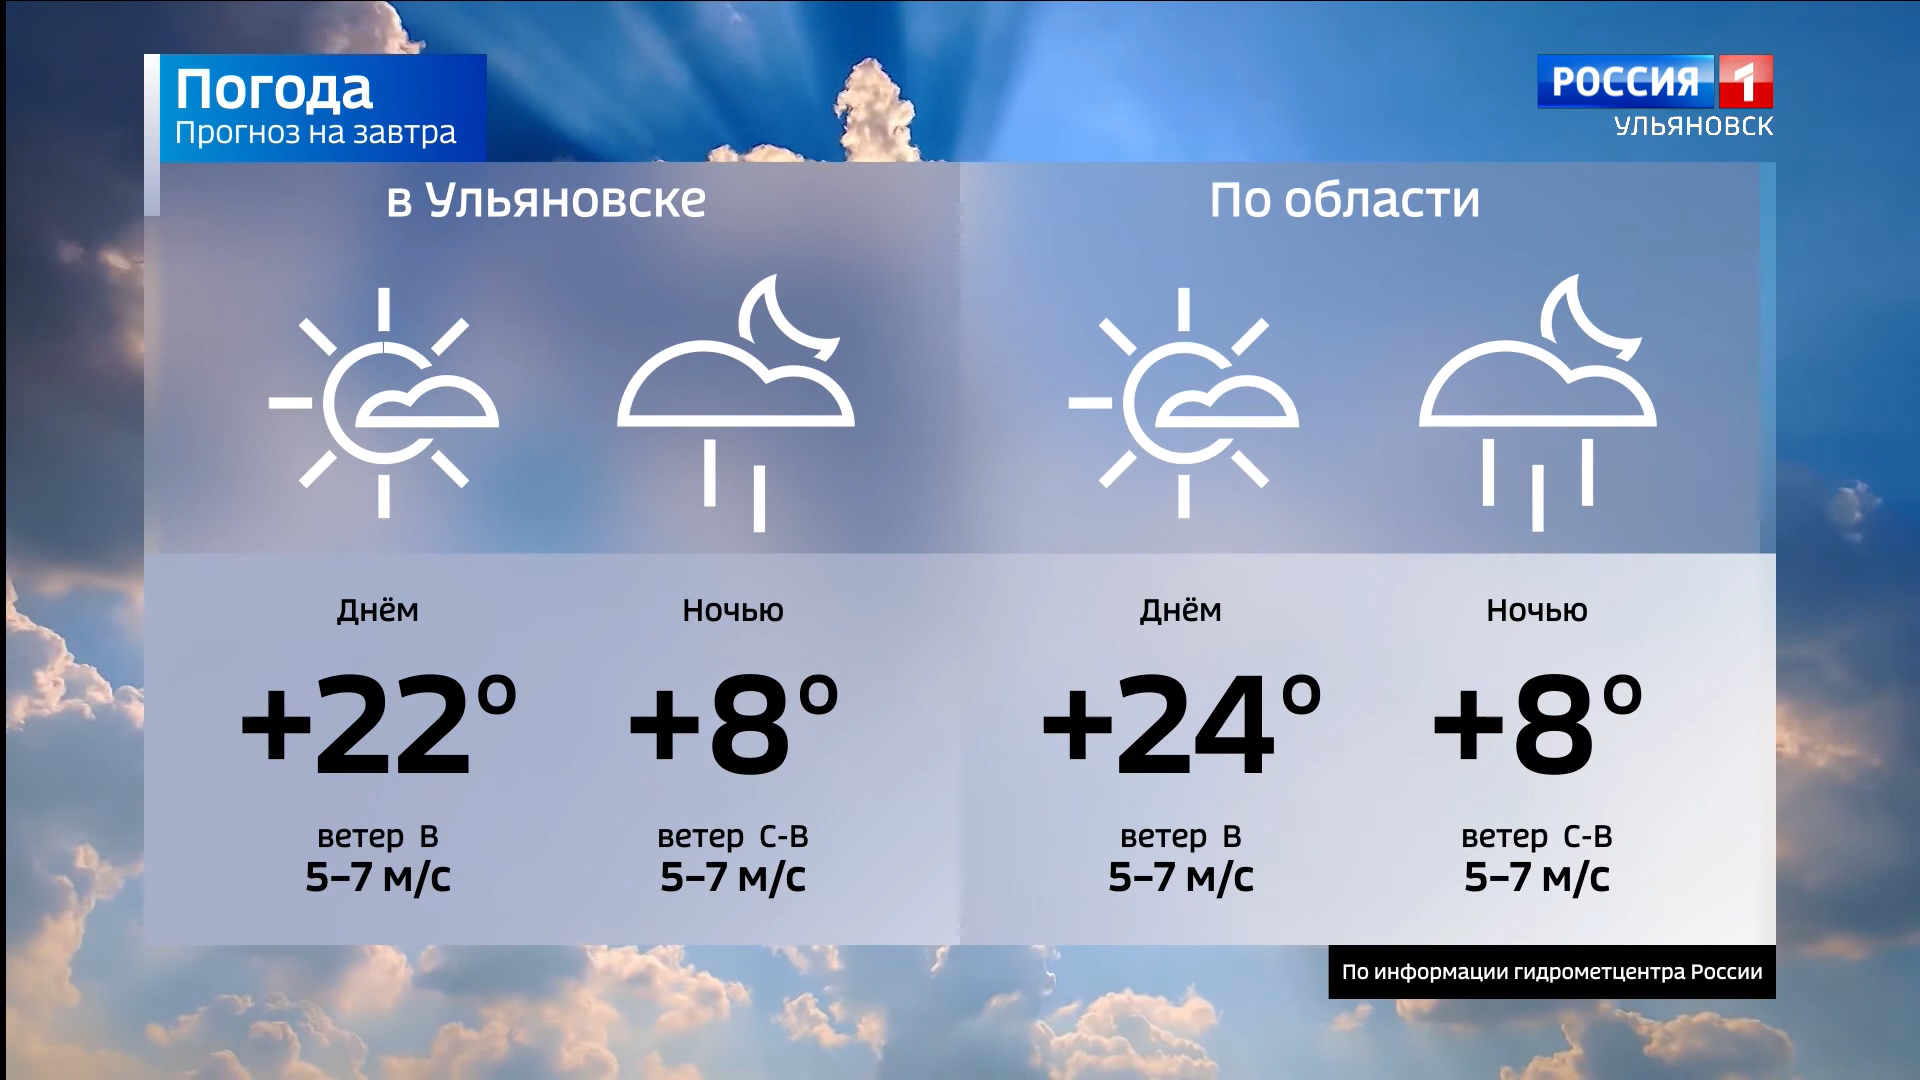 Погода
Прогноз на завтра
РОССИЯ 1
УЛЬЯНОВСК
в Ульяновске
По области
Днём
Ночью
Днём
Ночью
+22°
+8°
+24°
+8°
ветер В
ветер С-В
ветер В
ветер С-В
5–7 м/с
5–7 м/с
5–7 м/с
5–7 м/с
По информации гидрометцентра России